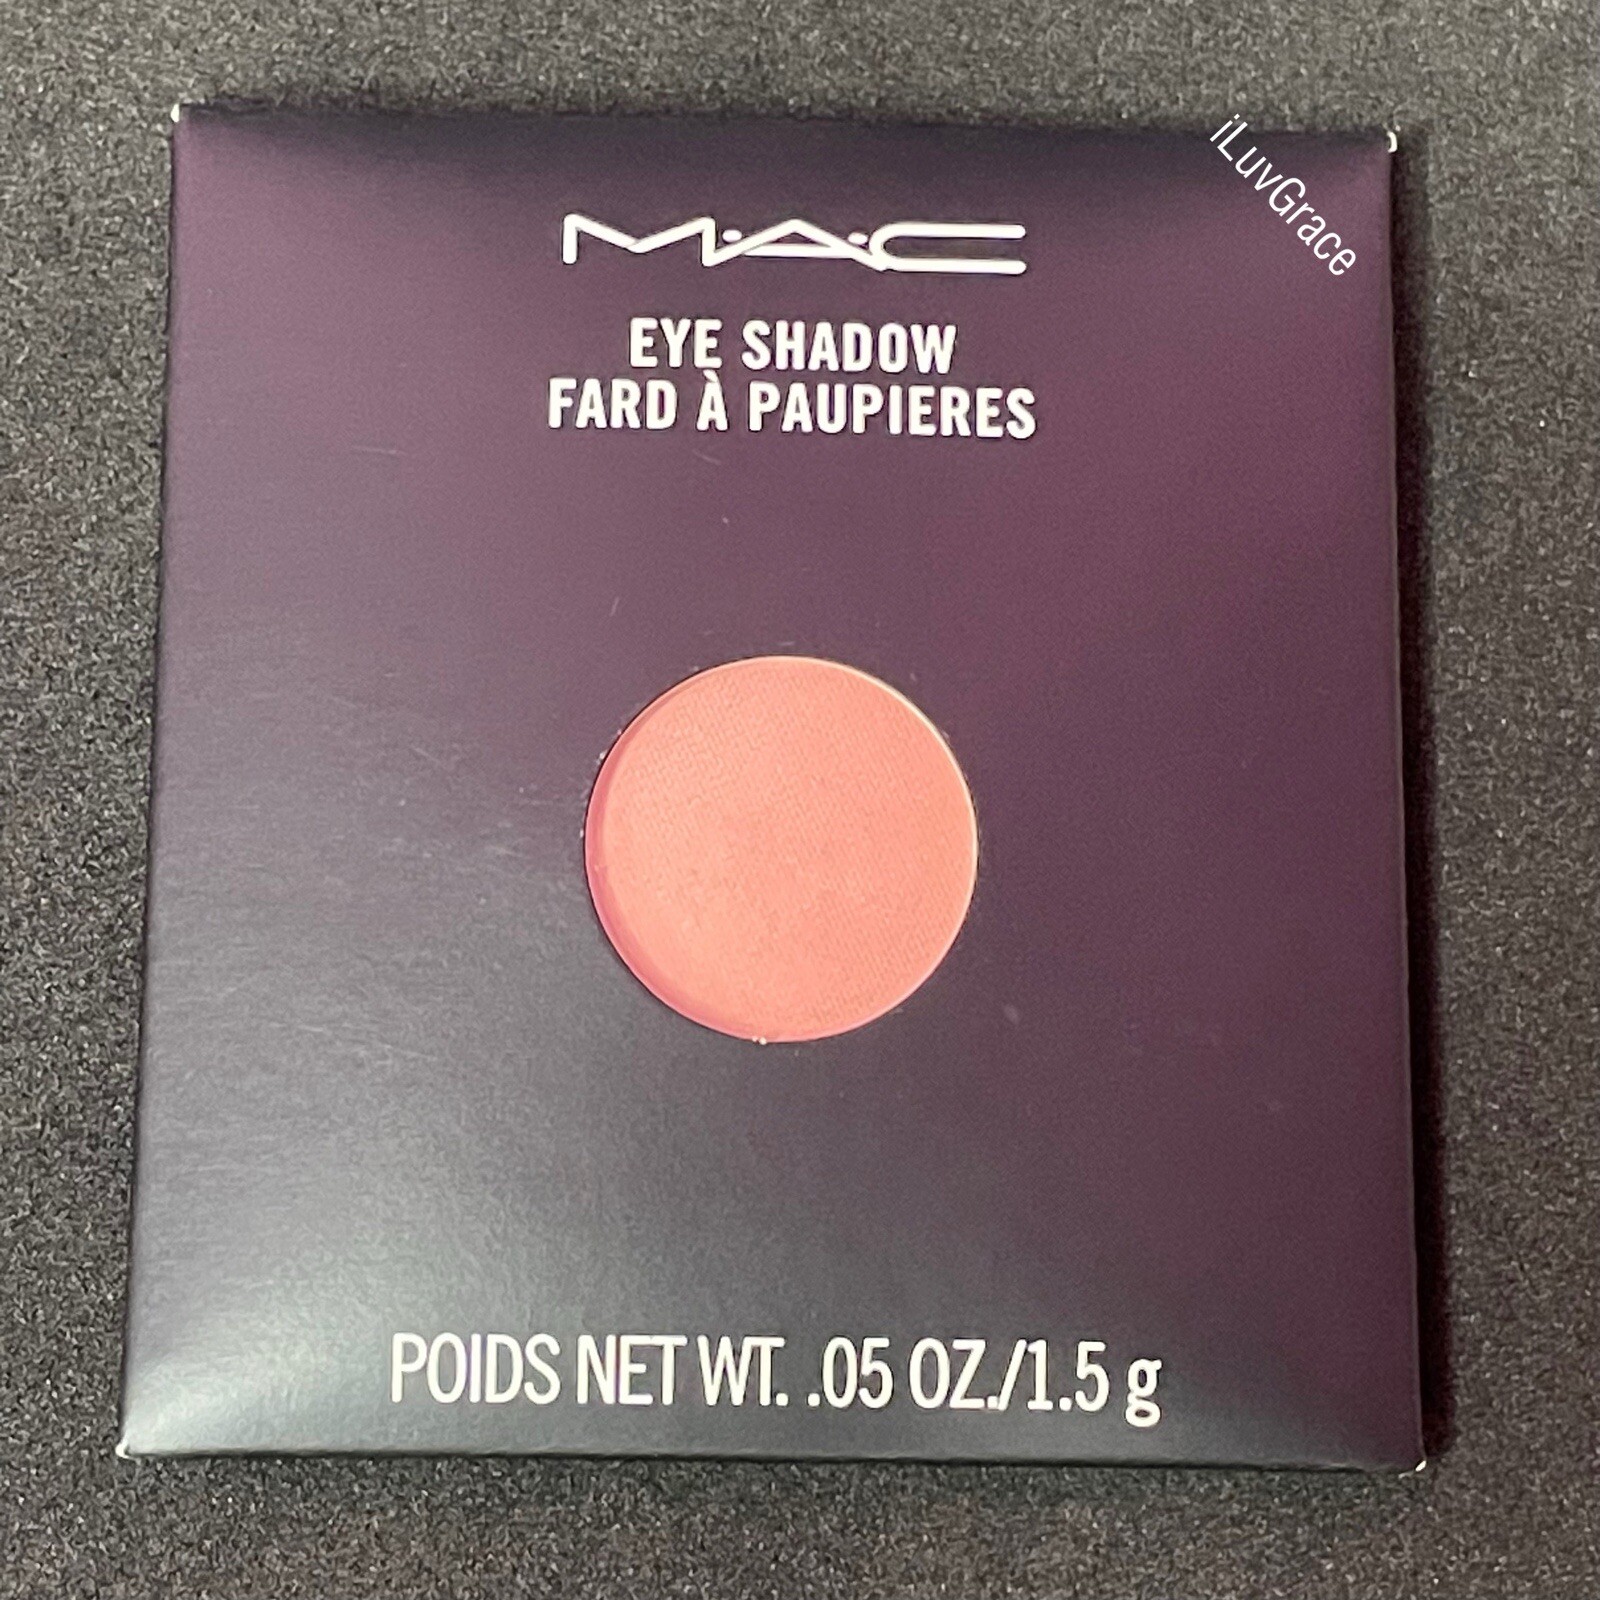 iLuvGrace
M·A·C
EYE SHADOW
FARD À PAUPIERES
POIDS NET WT. .05 OZ./1.5 g